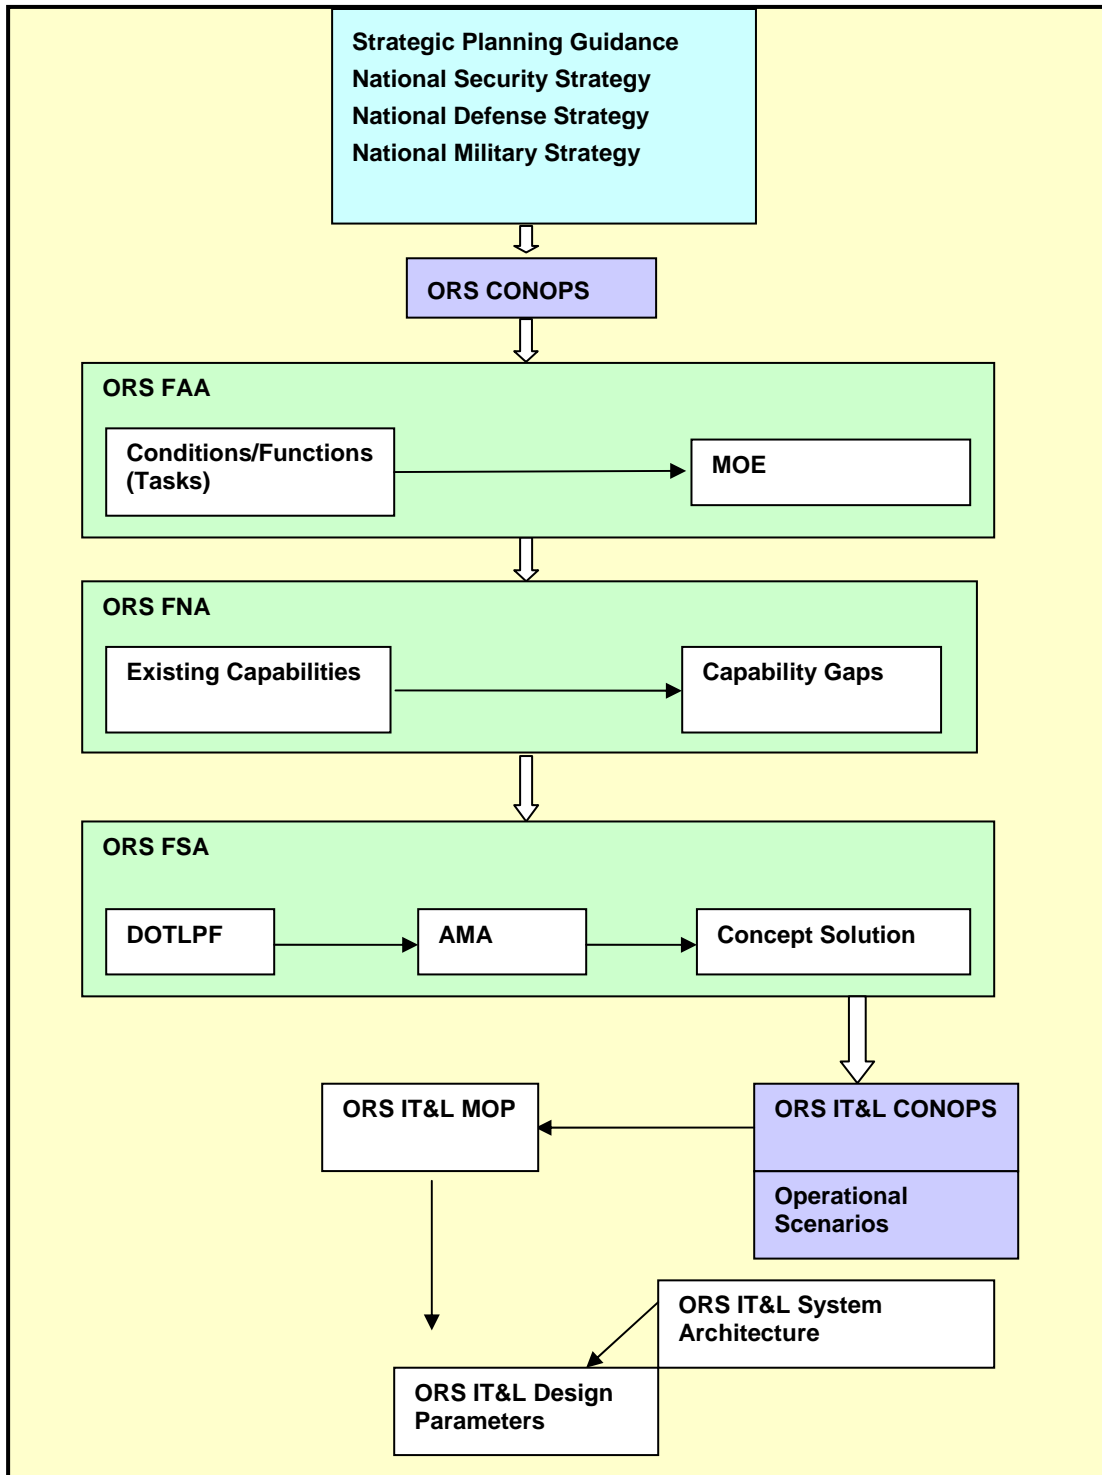 Strategic Planning Guidance
National Security Strategy
National Defense Strategy
National Military Strategy
ORS CONOPS
ORS FAA
Conditions/Functions
(Tasks)
MOE
ORS FNA
Existing Capabilities
Capability Gaps
ORS FSA
DOTLPF
AMA
Concept Solution
ORS IT&L MOP
ORS IT&L CONOPS
Operational
Scenarios
ORS IT&L System
Architecture
ORS IT&L Design
Parameters